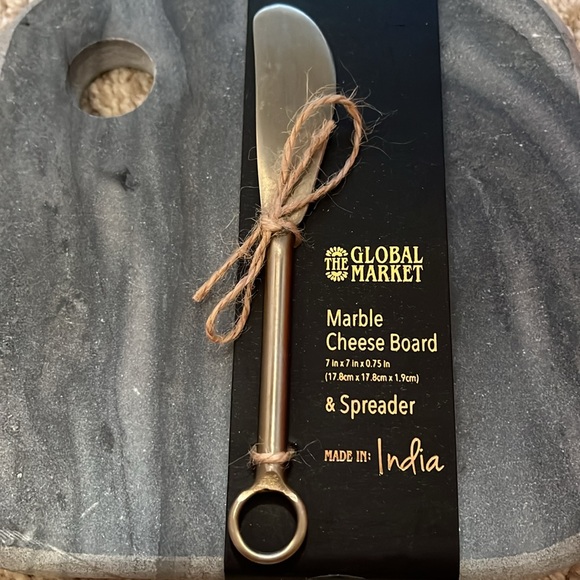 THE GLOBAL
MARKET
Marble
Cheese Board
7 in x 7 in x 0.75 In
(17.8cm x 17.8cm x 1.9cm)
& Spreader
MADE IN: India